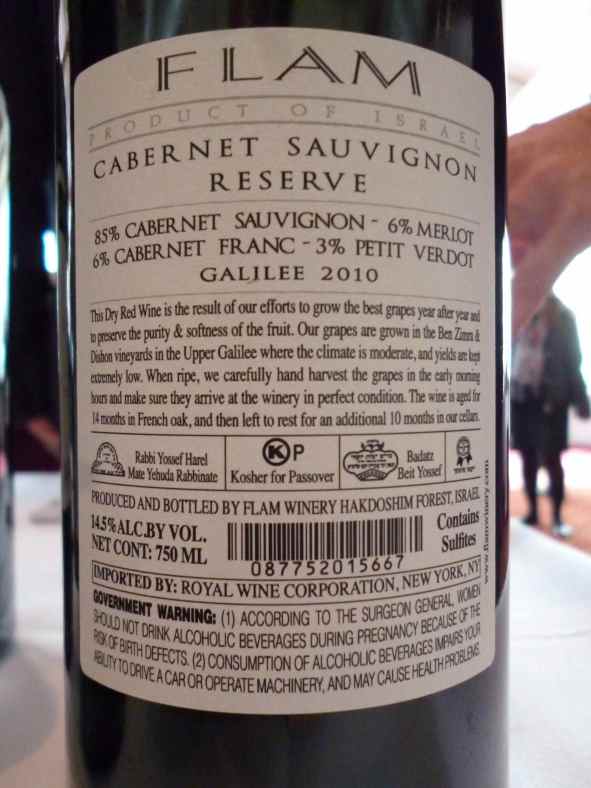 FLAM
PRODUCT OF ISRAEL
CABERNET SAUVIGNON
RESERVE
85% CABERNET SAUVIGNON - 6% MERLOT
6% CABERNET FRANC - 3% PETIT VERDOT
GALILEE 2010
This Dry Red Wine is the result of our efforts to grow the best grapes year after year and
to preserve the purity & softness of the fruit. Our grapes are grown in the Ben Zimra &
Dishon vineyards in the Upper Galilee where the climate is moderate, and yields are kept
extremely low. When ripe, we carefully hand harvest the grapes in the early morning
hours and make sure they arrive at the winery in perfect condition. The wine is aged for
14 months in French oak, and then left to rest for an additional 10 months in our cellars.
Rabbi Yossef Harel
Mate Yehuda Rabbinate
K P
Kosher for Passover
Badatz
Beit Yossef
PRODUCED AND BOTTLED BY FLAM WINERY HAKDOSHIM FOREST, ISRAEL
14.5% ALC.BY VOL.
NET CONT: 750 ML
087752015667
Contains
Sulfites
www.flamwinery.com
IMPORTED BY: ROYAL WINE CORPORATION, NEW YORK, NY
GOVERNMENT WARNING: (1) ACCORDING TO THE SURGEON GENERAL, WOMEN
SHOULD NOT DRINK ALCOHOLIC BEVERAGES DURING PREGNANCY BECAUSE OF THE
RISK OF BIRTH DEFECTS. (2) CONSUMPTION OF ALCOHOLIC BEVERAGES IMPAIRS YOUR
ABILITY TO DRIVE A CAR OR OPERATE MACHINERY, AND MAY CAUSE HEALTH PROBLEMS.